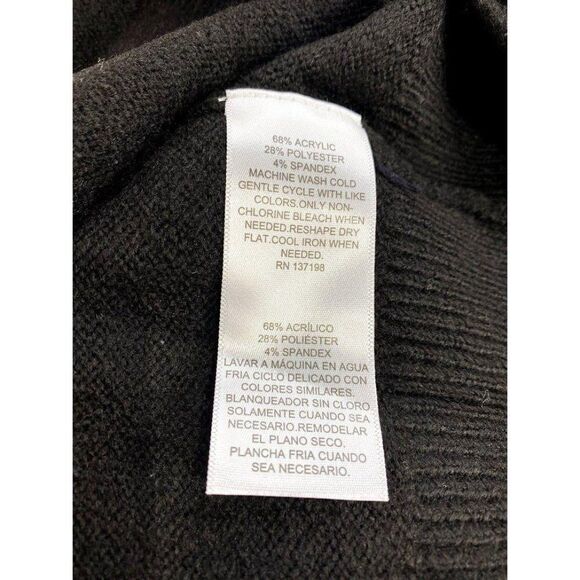 68% ACRYLIC
28% POLYESTER
4% SPANDEX
MACHINE WASH COLD
GENTLE CYCLE WITH LIKE
COLORS.ONLY NON-
CHLORINE BLEACH WHEN
NEEDED.RESHAPE DRY
FLAT.COOL IRON WHEN
NEEDED.
RN 137198
68% ACRÍLICO
28% POLIÉSTER
4% SPANDEX
LAVAR A MÁQUINA EN AGUA
FRIA CICLO DELICADO CON
COLORES SIMILARES.
BLANQUEADOR SIN CLORO
SOLAMENTE CUANDO SEA
NECESARIO.REMODELAR
EL PLANO SECO.
PLANCHA FRIA CUANDO
SEA NECESARIO.